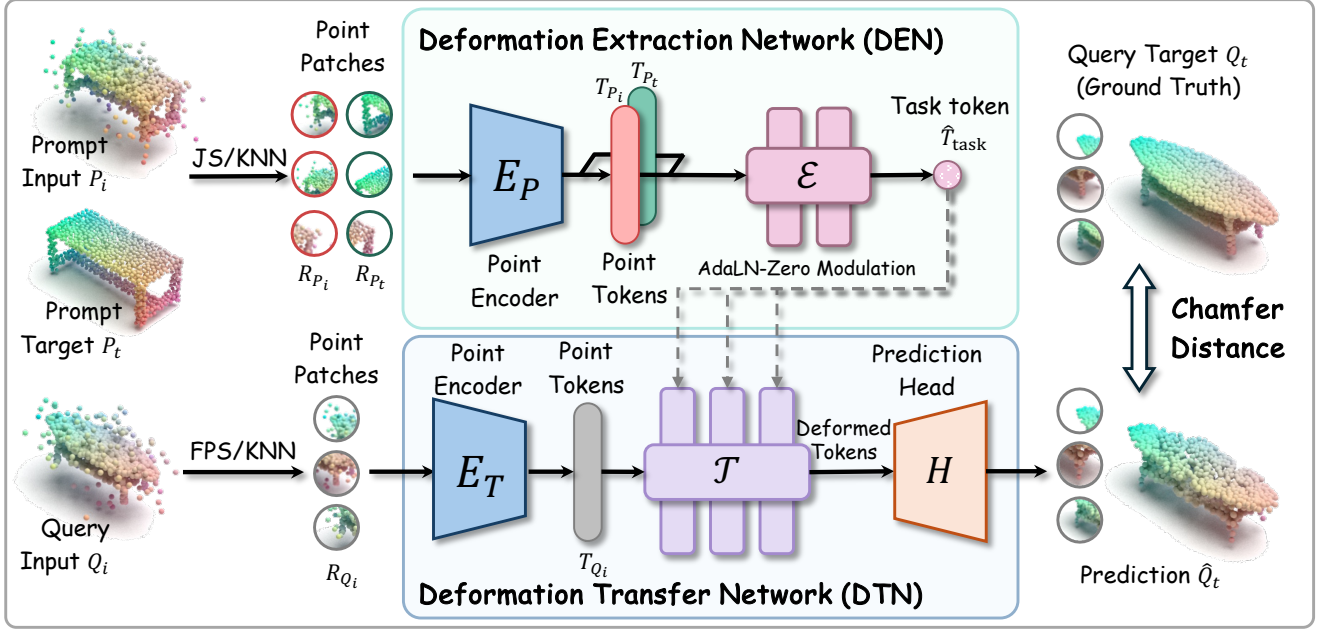 Prompt
Input P_i
Prompt
Target P_t
Query
Input Q_i
JS/KNN
FPS/KNN
Point
Patches
R_{P_i}
R_{P_t}
Point
Patches
R_{Q_i}
Deformation Extraction Network (DEN)
E_P
Point
Encoder
T_{P_i}
T_{P_t}
Point
Tokens
ℰ
Task token
T̂_task
AdaLN-Zero Modulation
Point
Encoder
E_T
Point
Tokens
T_{Q_i}
𝒯
Deformed
Tokens
Prediction
Head
H
Deformation Transfer Network (DTN)
Query Target Q_t
(Ground Truth)
Chamfer
Distance
Prediction Q̂_t